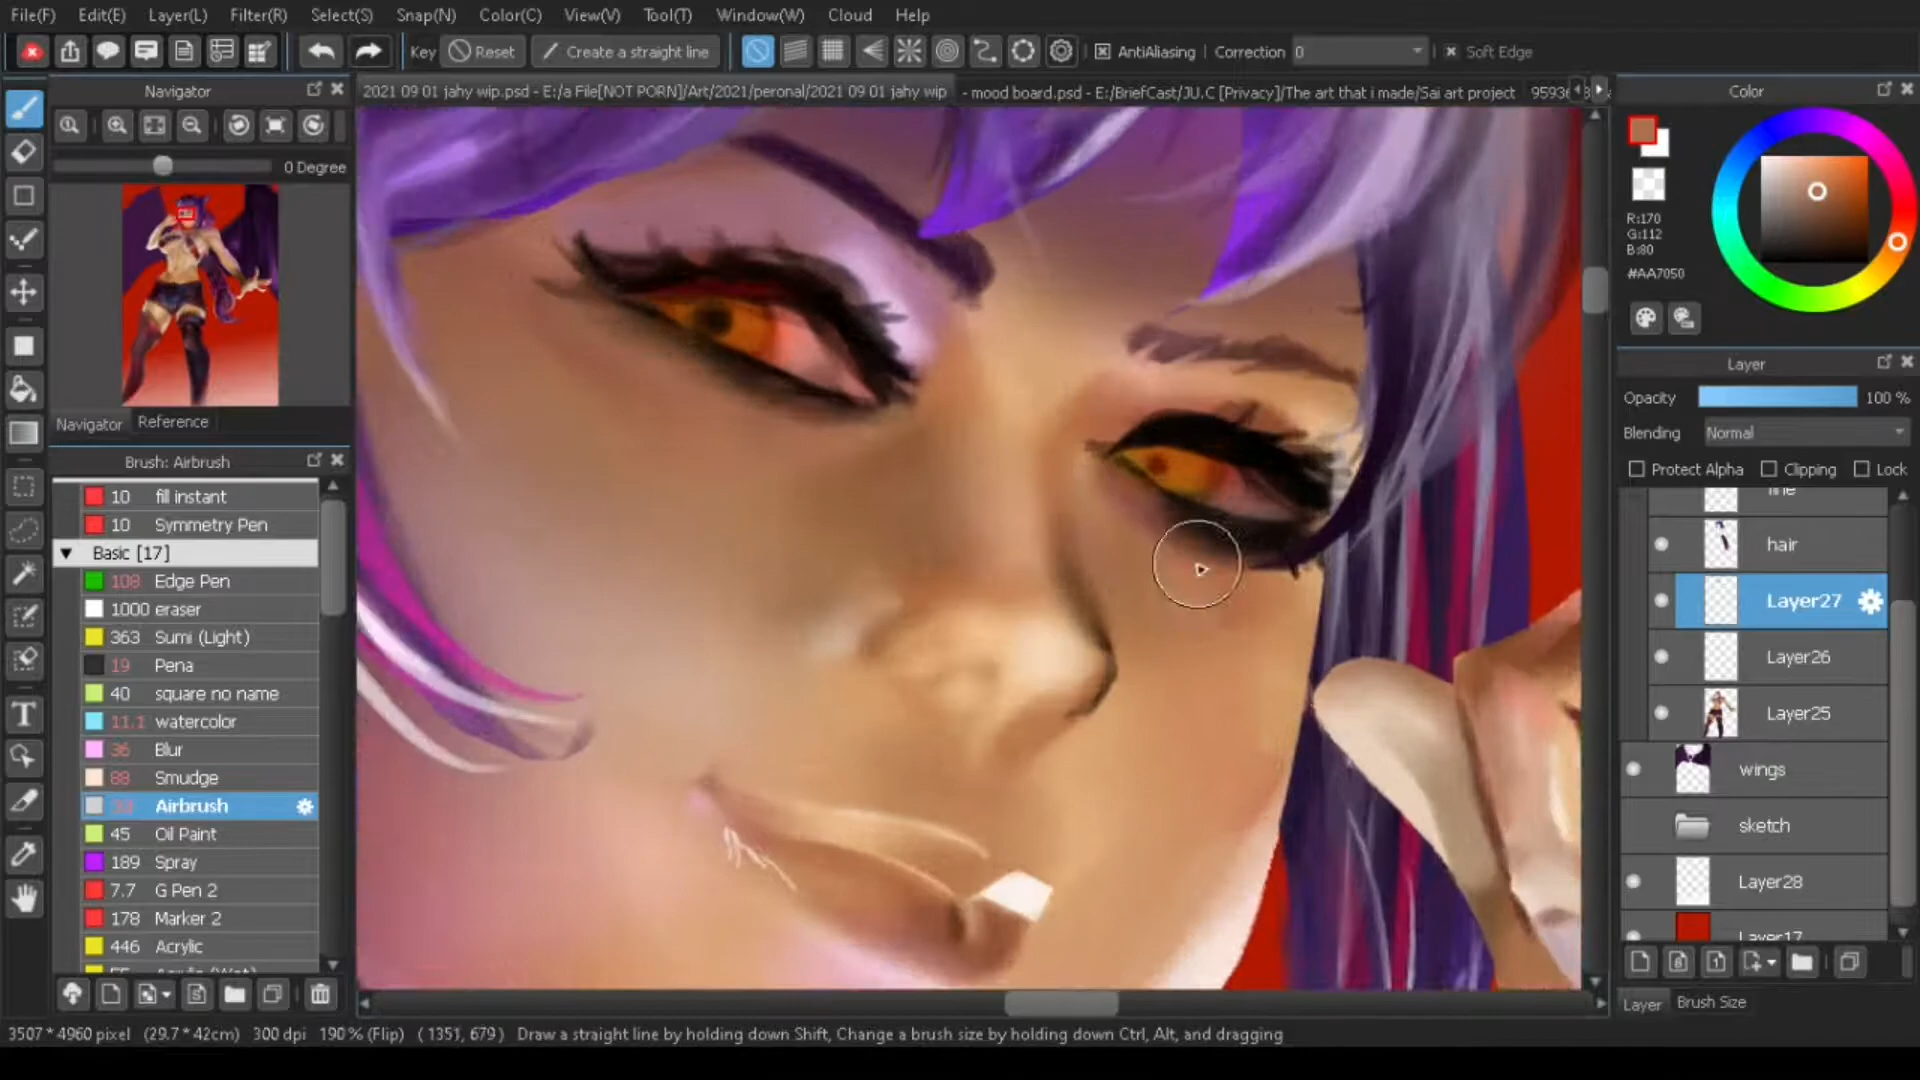 File(F) Edit(E) Layer(L) Filter(R) Select(S) Snap(N) Color(C) View(V) Tool(T) Window(W) Cloud Help
Key Reset Create a straight line AntiAliasing Correction 0 Soft Edge
Navigator
2021 09 01 jahy wip.psd - E:/a File[NOT PORN]/Art/2021/peronal/2021 09 01 jahy wip
- mood board.psd - E:/BriefCast/JU.C [Privacy]/The art that i made/Sai art project
0 Degree
Navigator Reference
Brush: Airbrush
10 fill instant
10 Symmetry Pen
Basic [17]
108 Edge Pen
1000 eraser
363 Sumi (Light)
19 Pena
40 square no name
11.1 watercolor
36 Blur
88 Smudge
Airbrush
45 Oil Paint
189 Spray
7.7 G Pen 2
178 Marker 2
446 Acrylic
Color
R:170
G:112
B:80
#AA7050
Layer
Opacity 100 %
Blending Normal
Protect Alpha Clipping Lock
line
hair
Layer27
Layer26
Layer25
wings
sketch
Layer28
Layer17
Layer Brush Size
3507 * 4960 pixel (29.7 * 42cm) 300 dpi 190 % (Flip) ( 1351, 679 ) Draw a straight line by holding down Shift, Change a brush size by holding down Ctrl, Alt, and dragging